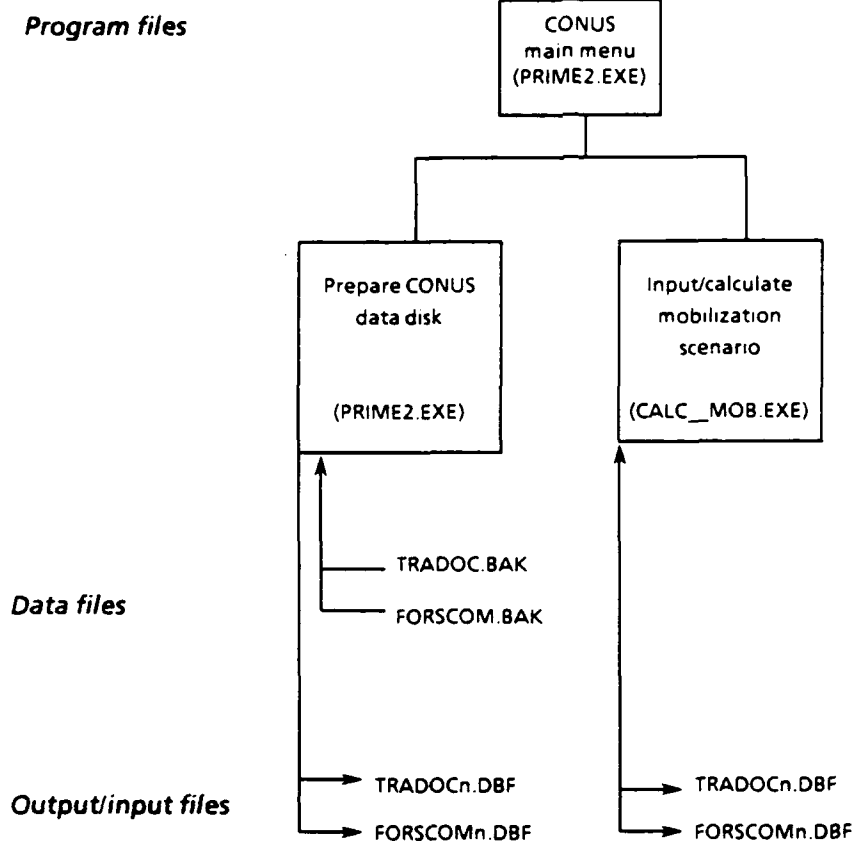 Program files
CONUS
main menu
(PRIME2.EXE)
Prepare CONUS
data disk
(PRIME2.EXE)
Input/calculate
mobilization
scenario
(CALC__MOB.EXE)
Data files
TRADOC.BAK
FORSCOM.BAK
Output/input files
TRADOCn.DBF
FORSCOMn.DBF
TRADOCn.DBF
FORSCOMn.DBF